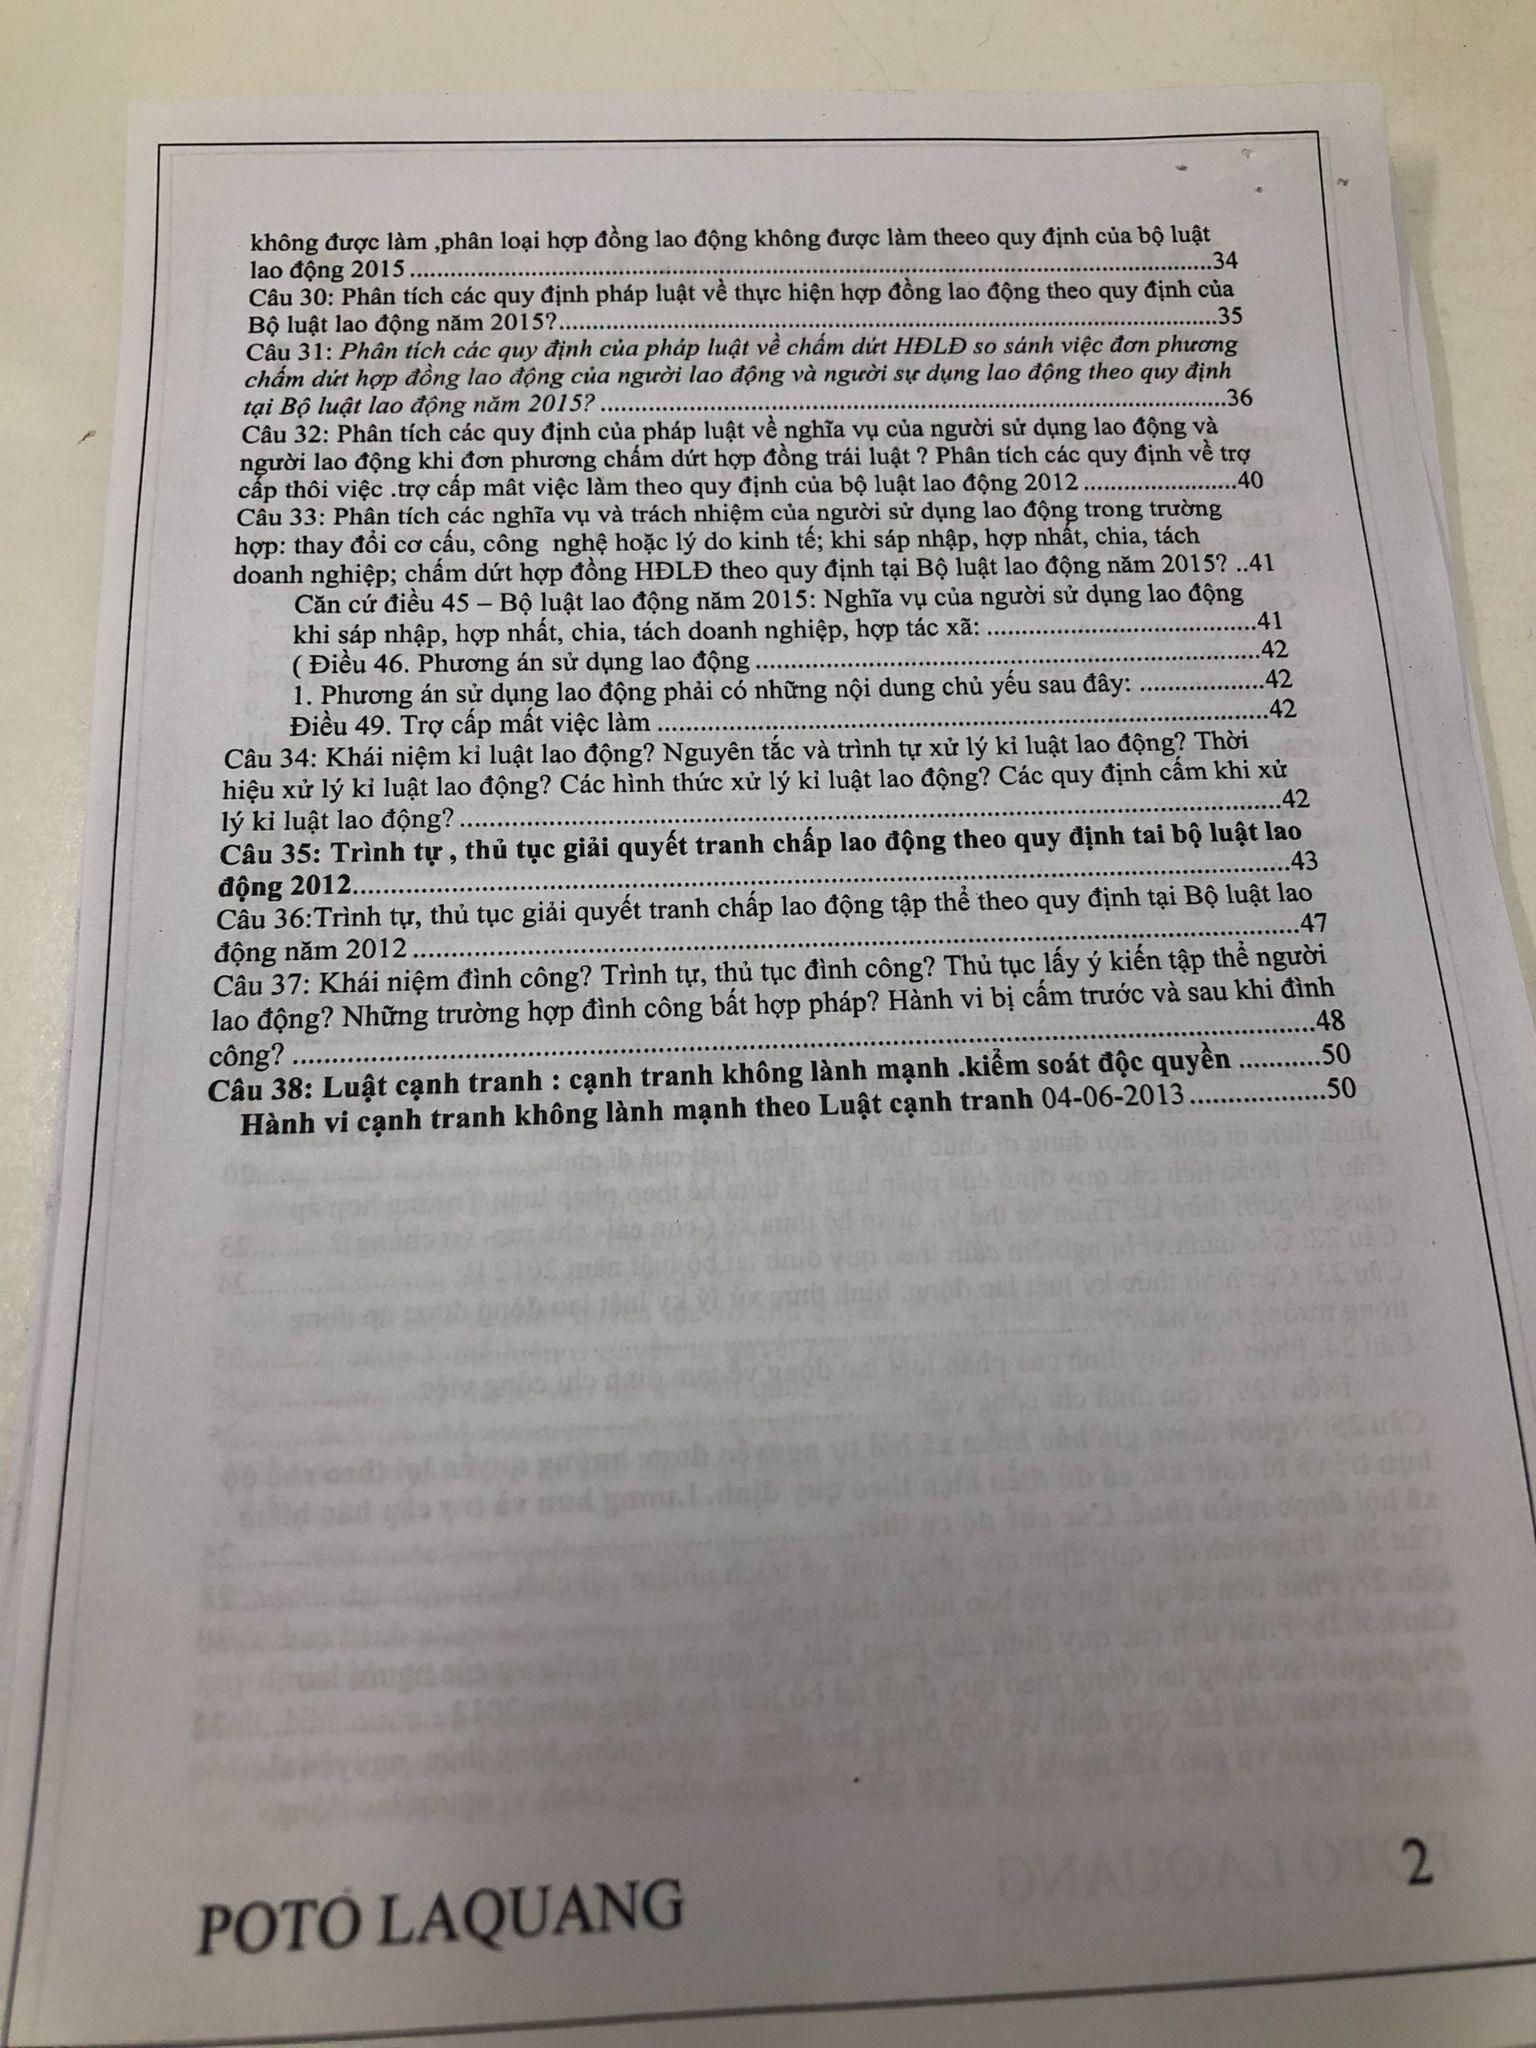 không được làm ,phân loại hợp đồng lao động không được làm theeo quy định của bộ luật
lao động 2015...........34
Câu 30: Phân tích các quy định pháp luật về thực hiện hợp đồng lao động theo quy định của
Bộ luật lao động năm 2015?...........35
Câu 31: Phân tích các quy định của pháp luật về chấm dứt HĐLĐ so sánh việc đơn phương
chấm dứt hợp đồng lao động của người lao động và người sự dụng lao động theo quy định
tại Bộ luật lao động năm 2015?...........36
Câu 32: Phân tích các quy định của pháp luật về nghĩa vụ của người sử dụng lao động và
người lao động khi đơn phương chấm dứt hợp đồng trái luật ? Phân tích các quy định về trợ
cấp thôi việc .trợ cấp mât việc làm theo quy định của bộ luật lao động 2012...........40
Câu 33: Phân tích các nghĩa vụ và trách nhiệm của người sử dụng lao động trong trường
hợp: thay đổi cơ cấu, công nghệ hoặc lý do kinh tế; khi sáp nhập, hợp nhất, chia, tách
doanh nghiệp; chấm dứt hợp đồng HĐLĐ theo quy định tại Bộ luật lao động năm 2015? ..41
Căn cứ điều 45 – Bộ luật lao động năm 2015: Nghĩa vụ của người sử dụng lao động
khi sáp nhập, hợp nhất, chia, tách doanh nghiệp, hợp tác xã:...........41
( Điều 46. Phương án sử dụng lao động...........42
1. Phương án sử dụng lao động phải có những nội dung chủ yếu sau đây:...........42
Điều 49. Trợ cấp mất việc làm...........42
Câu 34: Khái niệm kỉ luật lao động? Nguyên tắc và trình tự xử lý kỉ luật lao động? Thời
hiệu xử lý kỉ luật lao động? Các hình thức xử lý kỉ luật lao động? Các quy định cấm khi xử
lý kỉ luật lao động?...........42
Câu 35: Trình tự , thủ tục giải quyết tranh chấp lao động theo quy định tai bộ luật lao
động 2012...........43
Câu 36:Trình tự, thủ tục giải quyết tranh chấp lao động tập thể theo quy định tại Bộ luật lao
động năm 2012...........47
Câu 37: Khái niệm đình công? Trình tự, thủ tục đình công? Thủ tục lấy ý kiến tập thể người
lao động? Những trường hợp đình công bất hợp pháp? Hành vi bị cấm trước và sau khi đình
công?...........48
Câu 38: Luật cạnh tranh : cạnh tranh không lành mạnh .kiểm soát độc quyền...........50
Hành vi cạnh tranh không lành mạnh theo Luật cạnh tranh 04-06-2013...........50
POTO LAQUANG
2